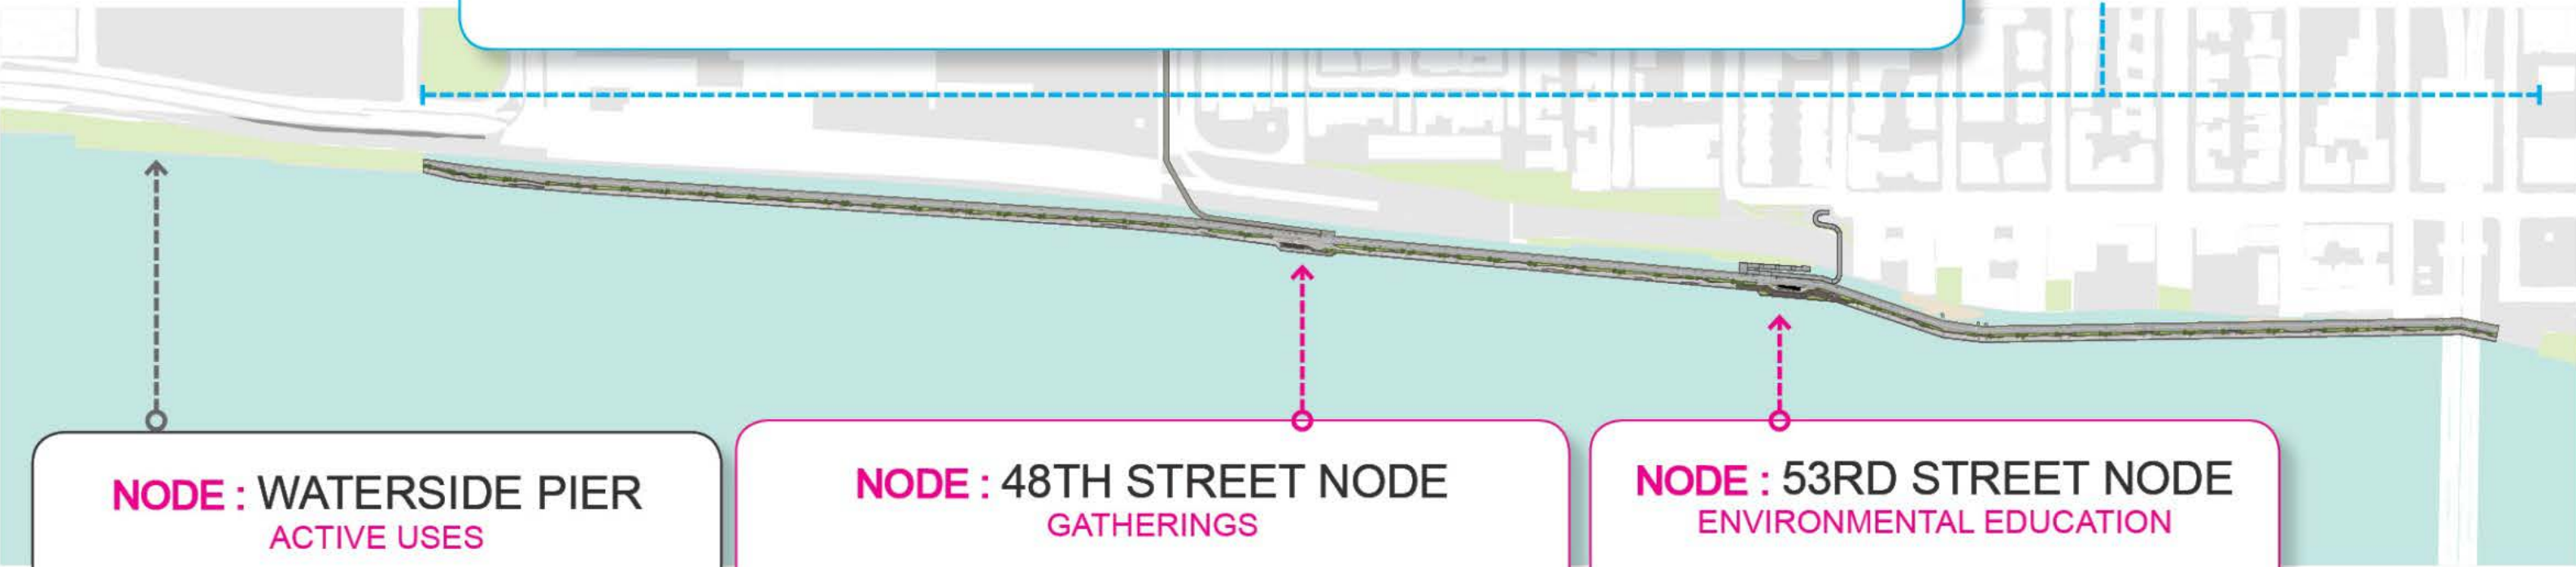 NODE : WATERSIDE PIER
ACTIVE USES
NODE : 48TH STREET NODE
GATHERINGS
NODE : 53RD STREET NODE
ENVIRONMENTAL EDUCATION